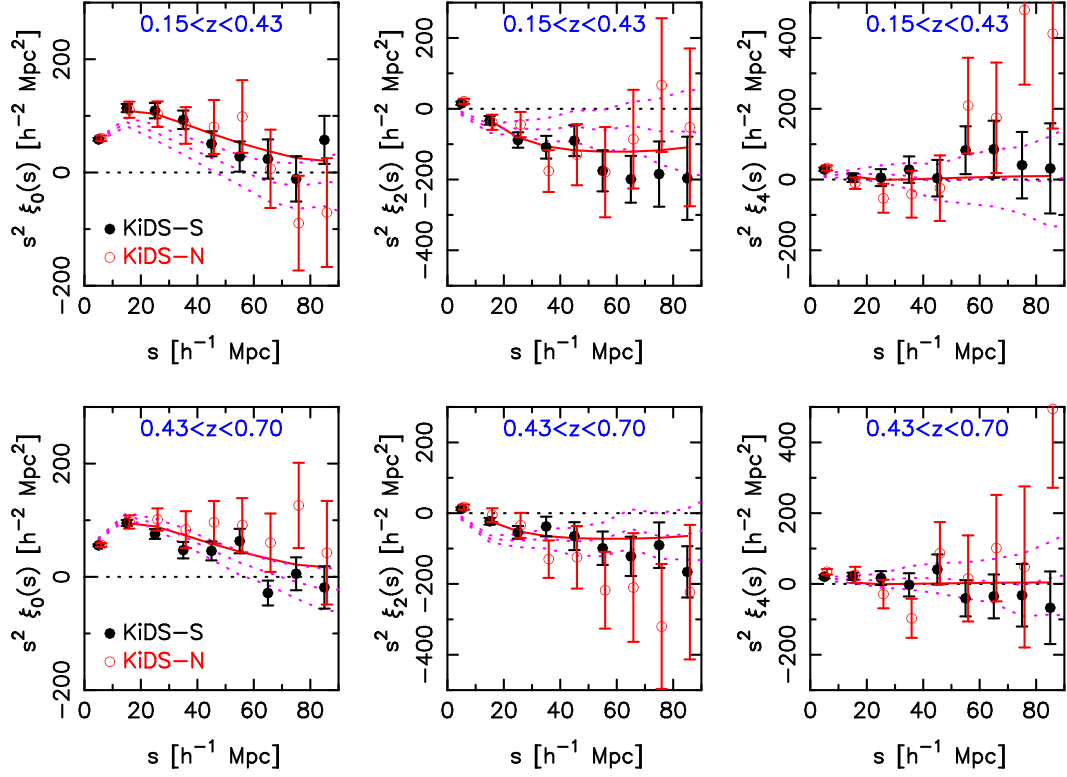 0.15<z<0.43
s² ξ₀(s) [h⁻² Mpc²]
200
0
−200
KiDS−S
KiDS−N
0 20 40 60 80
s [h⁻¹ Mpc]
0.15<z<0.43
s² ξ₂(s) [h⁻² Mpc²]
200
0
−200
−400
0 20 40 60 80
s [h⁻¹ Mpc]
0.15<z<0.43
s² ξ₄(s) [h⁻² Mpc²]
400
200
0
−200
0 20 40 60 80
s [h⁻¹ Mpc]
0.43<z<0.70
s² ξ₀(s) [h⁻² Mpc²]
200
0
−200
KiDS−S
KiDS−N
0 20 40 60 80
s [h⁻¹ Mpc]
0.43<z<0.70
s² ξ₂(s) [h⁻² Mpc²]
200
0
−200
−400
0 20 40 60 80
s [h⁻¹ Mpc]
0.43<z<0.70
s² ξ₄(s) [h⁻² Mpc²]
400
200
0
−200
0 20 40 60 80
s [h⁻¹ Mpc]